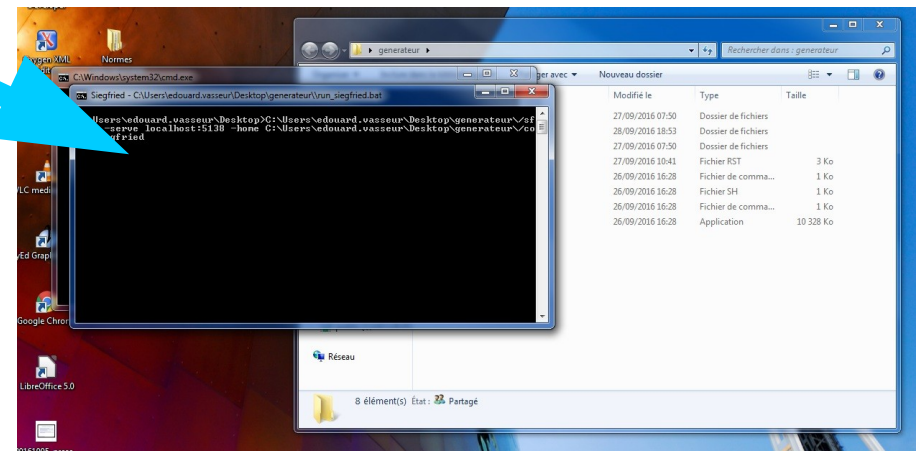 Normes
generateur
Rechercher dans : generateur
C:\Windows\system32\cmd.exe
ger avec
Nouveau dossier
Siegfried - C:\Users\edouard.vasseur\Desktop\generateur\\run_siegfried.bat
Users\edouard.vasseur\Desktop>C:\Users\edouard.vasseur\Desktop\generateur\/sf
-serve localhost:5138 -home C:\Users\edouard.vasseur\Desktop\generateur\/co
gfried
Modifié le
Type
Taille
27/09/2016 07:50 Dossier de fichiers
28/09/2016 18:53 Dossier de fichiers
27/09/2016 07:50 Dossier de fichiers
27/09/2016 10:41 Fichier RST 3 Ko
26/09/2016 16:28 Fichier de comma... 1 Ko
26/09/2016 16:28 Fichier SH 1 Ko
26/09/2016 16:28 Fichier de comma... 1 Ko
26/09/2016 16:28 Application 10 328 Ko
VLC medi
yEd Grapl
Google Chror
Réseau
LibreOffice 5.0
8 élément(s) État : Partagé